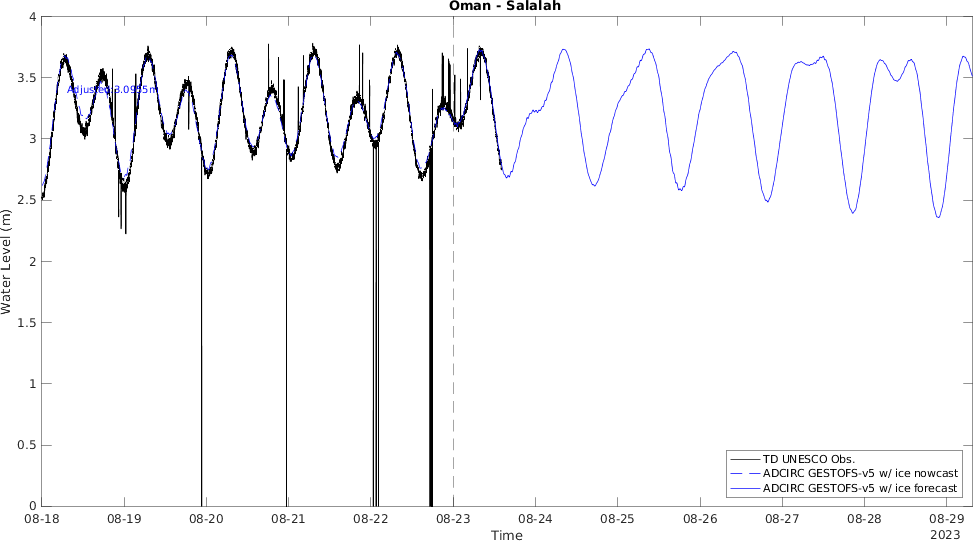 Oman - Salalah
4
3.5
3
2.5
2
1.5
1
0.5
0
Water Level (m)
Adjusted 3.0955m
TD UNESCO Obs.
ADCIRC GESTOFS-v5 w/ ice nowcast
ADCIRC GESTOFS-v5 w/ ice forecast
08-18 08-19 08-20 08-21 08-22 08-23 08-24 08-25 08-26 08-27 08-28 08-29
2023
Time